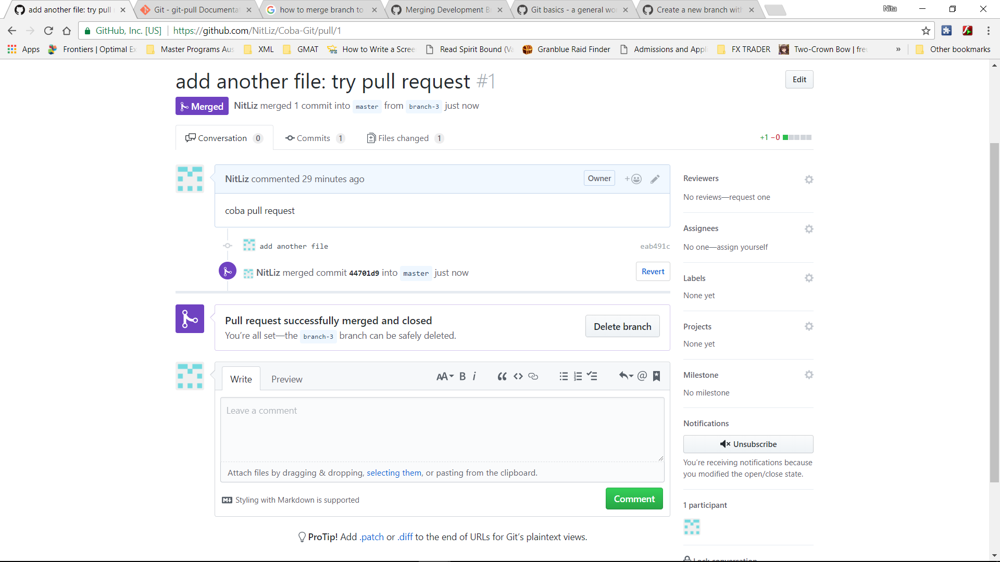 add another file: try pull
Git - git-pull Documenta
how to merge branch to
Merging Development B
Git basics - a general wo
Create a new branch with
Nita
GitHub, Inc. [US]
https://github.com/NitLiz/Coba-Git/pull/1
Apps
Frontiers | Optimal Ex
Master Programs Aus
XML
GMAT
How to Write a Scree
Read Spirit Bound (Va
Granblue Raid Finder
Admissions and Appli
FX TRADER
Two-Crown Bow | freu
»
Other bookmarks
add another file: try pull request #1
Edit
Merged
NitLiz merged 1 commit into master from branch-3 just now
Conversation 0
Commits 1
Files changed 1
+1 −0
NitLiz commented 29 minutes ago
Owner
+
coba pull request
add another file
eab491c
NitLiz merged commit 44701d9 into master just now
Revert
Pull request successfully merged and closed
You’re all set—the branch-3 branch can be safely deleted.
Delete branch
Write
Preview
AA B i
Leave a comment
Attach files by dragging & dropping, selecting them, or pasting from the clipboard.
Styling with Markdown is supported
Comment
ProTip! Add .patch or .diff to the end of URLs for Git’s plaintext views.
Reviewers
No reviews—request one
Assignees
No one—assign yourself
Labels
None yet
Projects
None yet
Milestone
No milestone
Notifications
Unsubscribe
You’re receiving notifications because
you modified the open/close state.
1 participant
Lock conversation